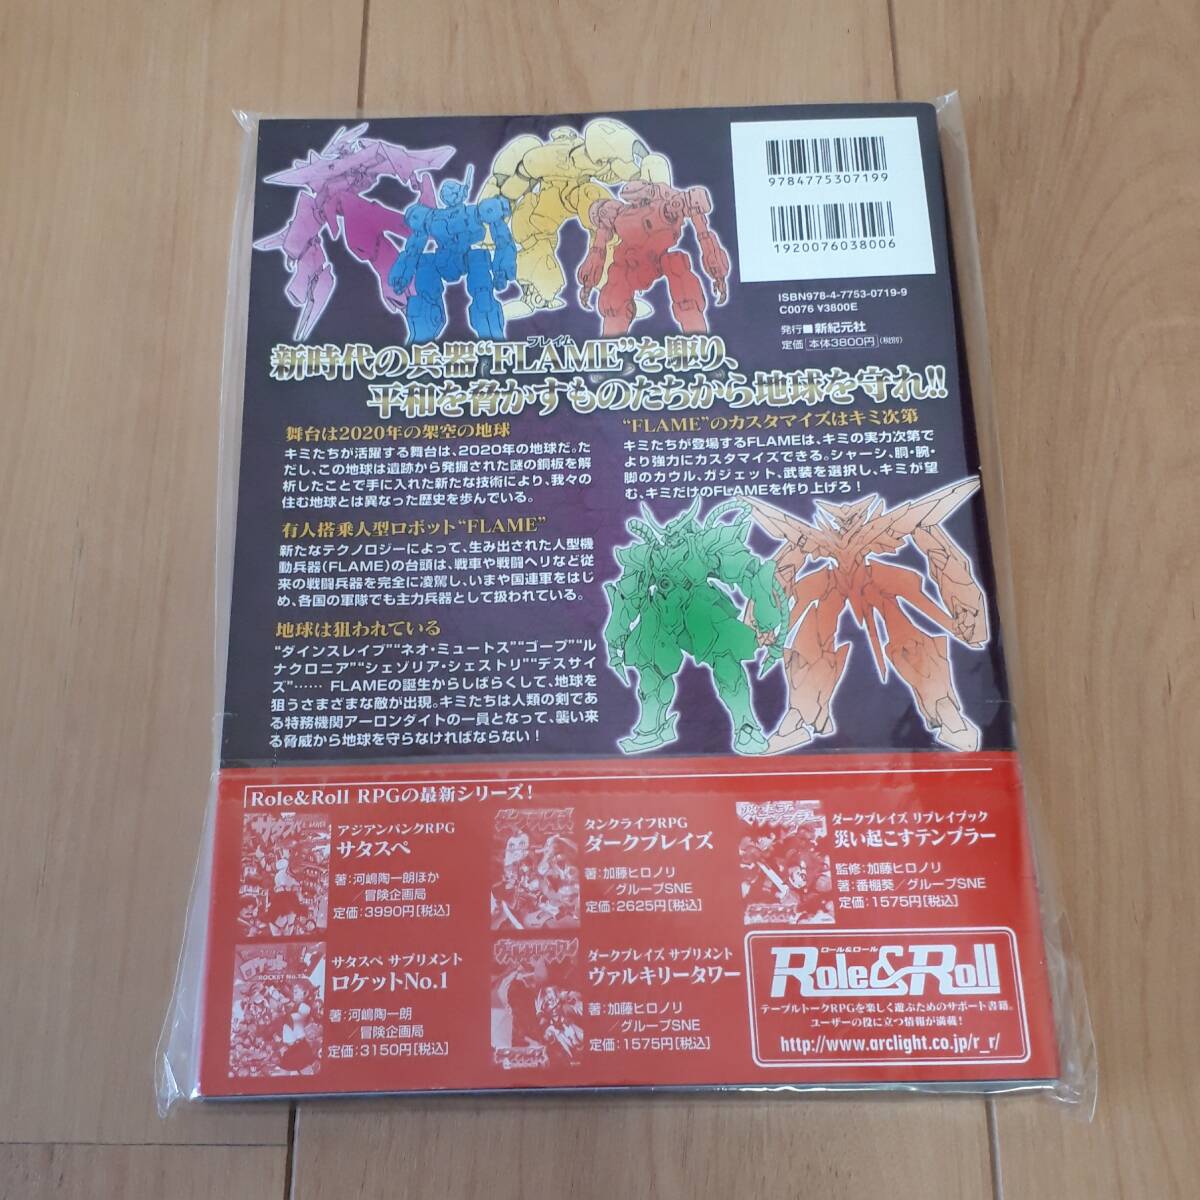 9784775307199
1920076038006
ISBN978-4-7753-0719-9
C0076 ¥3800E
発行■新紀元社
定価 本体3800円 (税別)
フレイム
新時代の兵器“FLAME”を駆り、
平和を脅かすものたちから地球を守れ!!
舞台は2020年の架空の地球
キミたちが活躍する舞台は、2020年の地球だ。た
だし、この地球は遺跡から発掘された謎の銅板を解
析したことで手に入れた新たな技術により、我々の
住む地球とは異なった歴史を歩んでいる。
有人搭乗人型ロボット“FLAME”
新たなテクノロジーによって、生み出された人型機
動兵器(FLAME)の台頭は、戦車や戦闘ヘリなど従
来の戦闘兵器を完全に凌駕し、いまや国連軍をはじ
め、各国の軍隊でも主力兵器として扱われている。
地球は狙われている
“ダインスレイブ”“ネオ・ミュートス”“ゴーブ”“ル
ナクロニア”“シェゾリア・シェストリ”“デスサイ
ズ”…… FLAMEの誕生からしばらくして、地球を
狙うさまざまな敵が出現。キミたちは人類の剣であ
る特務機関アーロンダイトの一員となって、襲い来
る脅威から地球を守らなければならない！
“FLAME”のカスタマイズはキミ次第
キミたちが登場するFLAMEは、キミの実力次第で
より強力にカスタマイズできる。シャーシ、胴・腕・
脚のカウル、ガジェット、武装を選択し、キミが望
む、キミだけのFLAMEを作り上げろ！
Role&Roll RPGの最新シリーズ！
サタスペ
アジアンパンクRPG
サタスペ
著：河嶋陶一朗ほか
／冒険企画局
定価：3990円［税込］
タンクライフRPG
ダークブレイズ
著：加藤ヒロノリ
／グループSNE
定価：2625円［税込］
ダークブレイズ リプレイブック
災い起こすテンプラー
監修：加藤ヒロノリ
著：番棚葵／グループSNE
定価：1575円［税込］
ROCKET No.1
サタスペ サプリメント
ロケットNo.1
著：河嶋陶一朗
／冒険企画局
定価：3150円［税込］
ダークブレイズ サプリメント
ヴァルキリータワー
著：加藤ヒロノリ
／グループSNE
定価：1575円［税込］
ロール&ロール
Role&Roll
テーブルトークRPGを楽しく遊ぶためのサポート書籍。
ユーザーの役に立つ情報が満載！
http://www.arclight.co.jp/r_r/